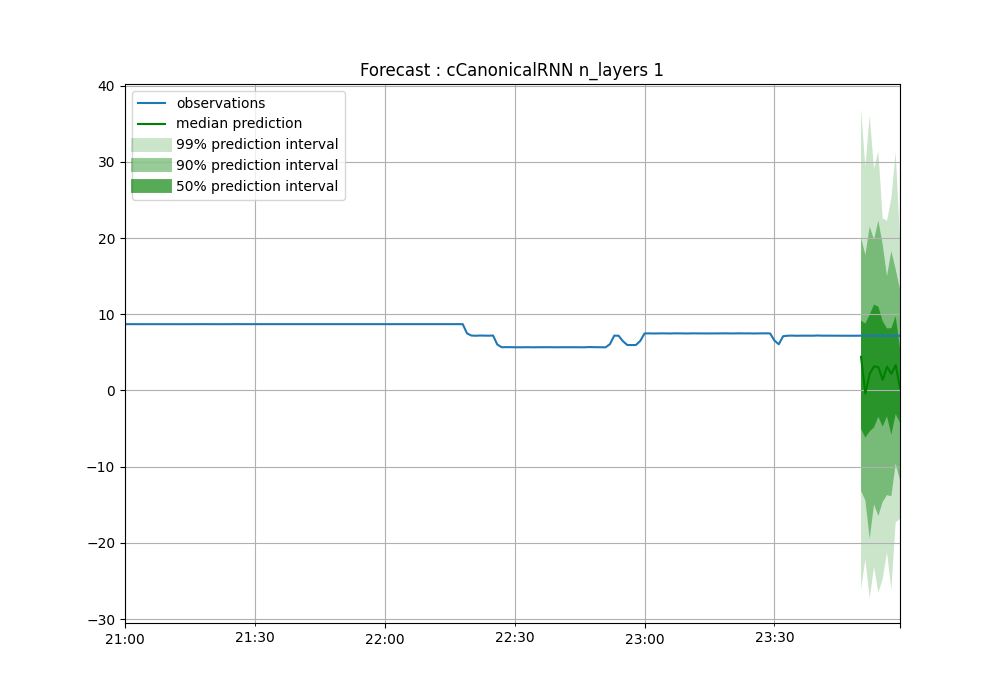 Forecast : cCanonicalRNN n_layers 1
40
30
20
10
0
−10
−20
−30
observations
median prediction
99% prediction interval
90% prediction interval
50% prediction interval
21:00
21:30
22:00
22:30
23:00
23:30